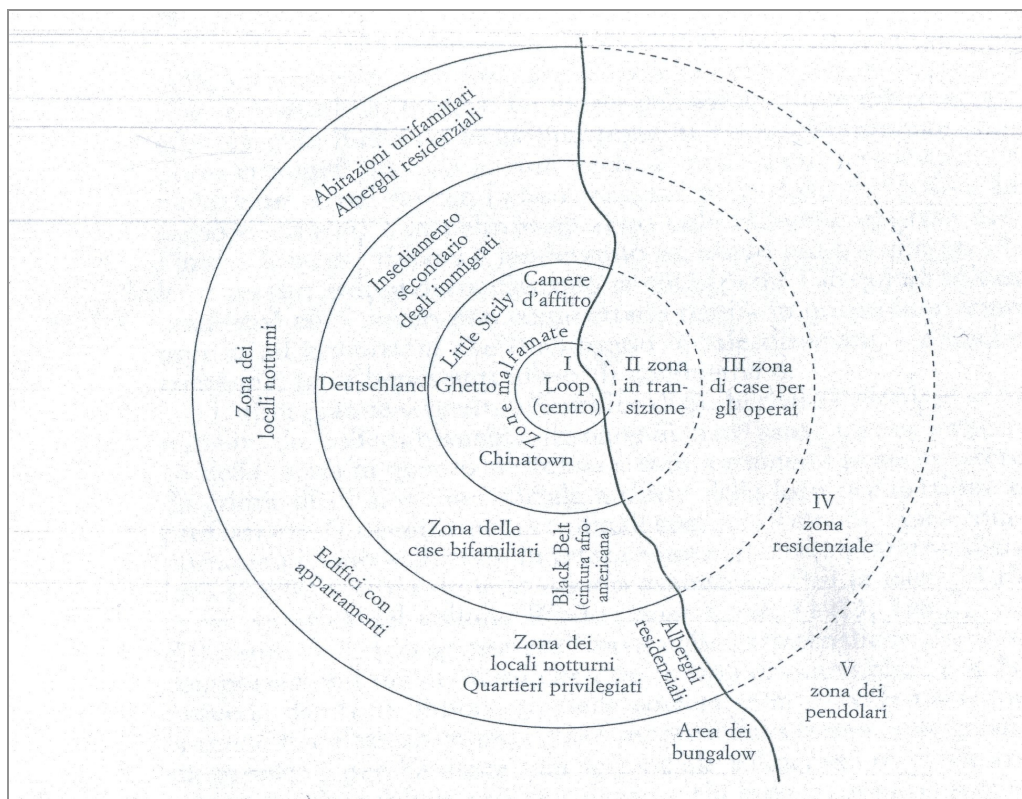 Abitazioni unifamiliari
Alberghi residenziali
Insediamento
secondario
degli immigrati
Camere
d'affitto
Little Sicily
Zone malfamate
Zona dei
locali notturni
Deutschland
Ghetto
I
Loop
(centro)
II zona
in tran-
sizione
III zona
di case per
gli operai
Chinatown
IV
zona
residenziale
Zona delle
case bifamiliari
Black Belt
(cintura afro-
americana)
Edifici con
appartamenti
Zona dei
locali notturni
Quartieri privilegiati
Alberghi
residenziali
V
zona dei
pendolari
Area dei
bungalow